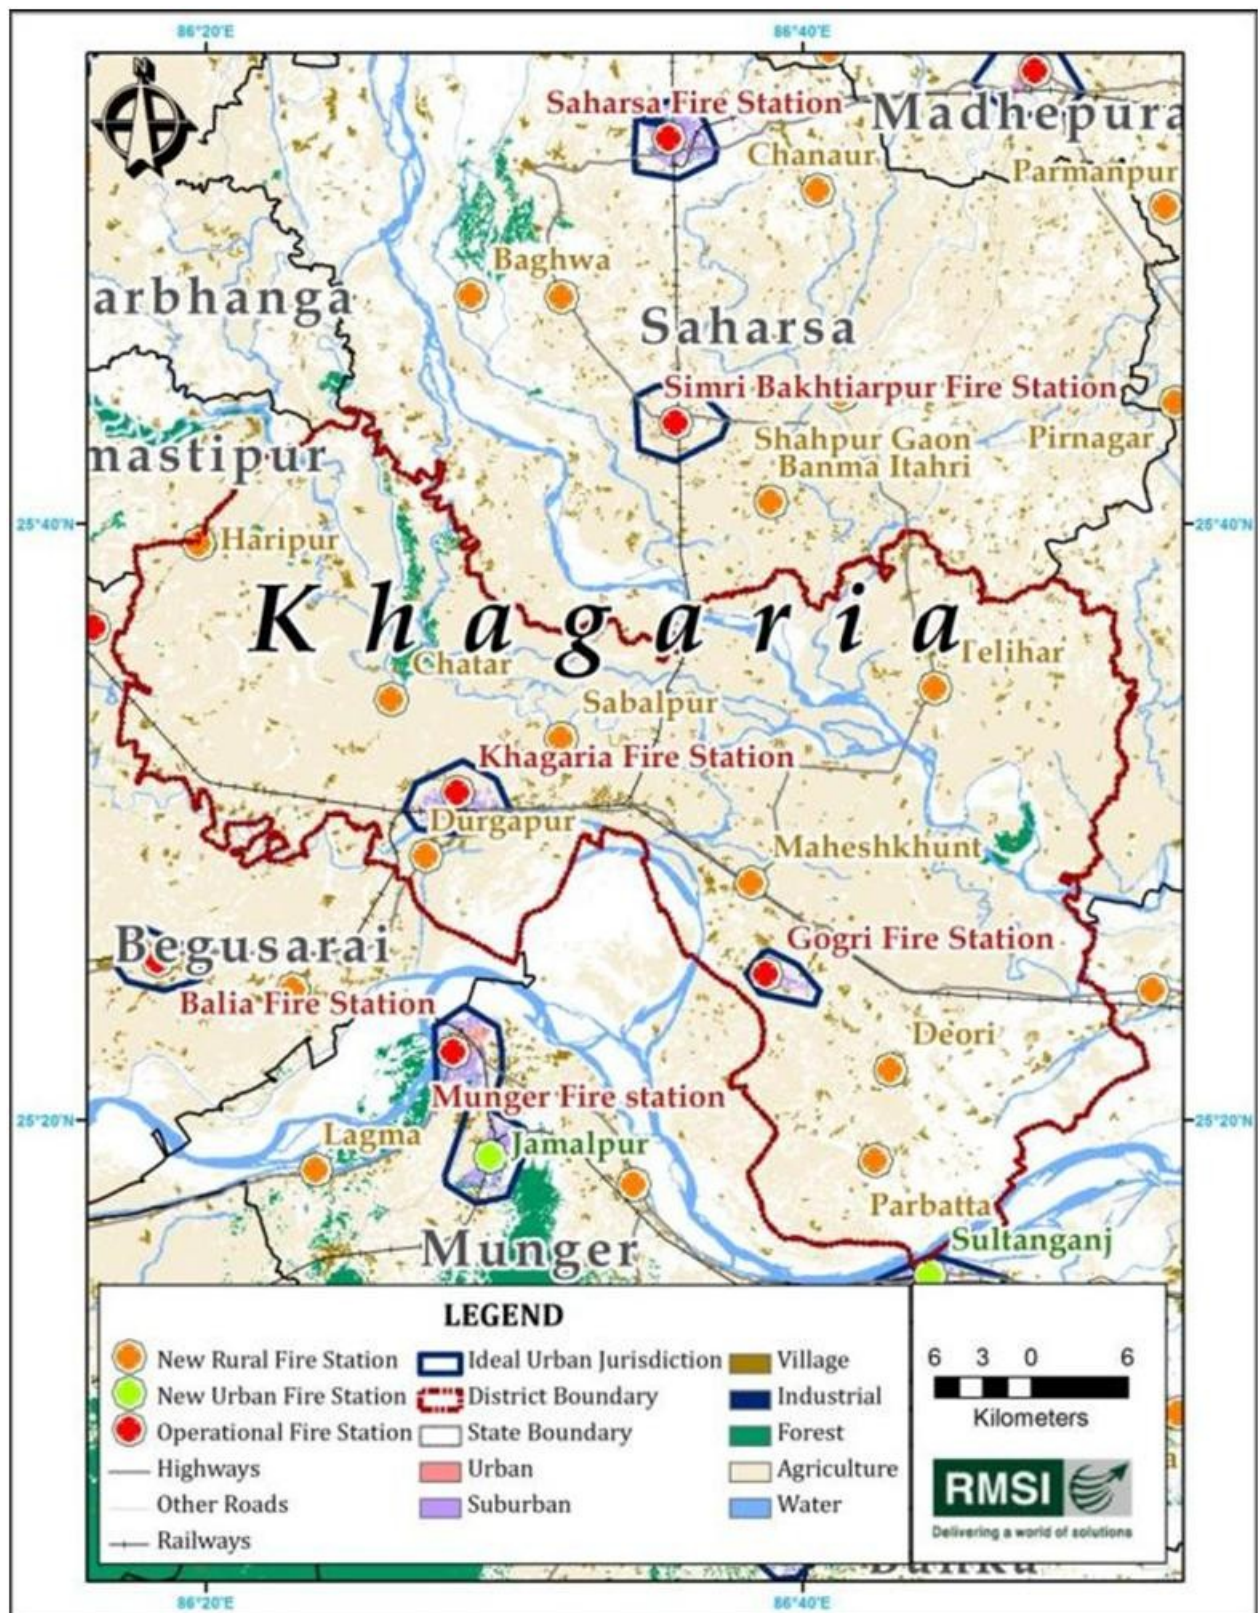 86°20'E
86°40'E
N
Saharsa Fire Station
Madhepura
Chanaur
Parmanpur
Baghwa
arbhanga
Saharsa
Simri Bakhtiarpur Fire Station
Shahpur Gaon
Banma Itahri
Pirnagar
mastipur
25°40'N
25°40'N
Haripur
Khagaria
Chatar
Telihar
Sabalpur
Khagaria Fire Station
Durgapur
Maheshkhunt
Begusarai
Gogri Fire Station
Balia Fire Station
Deori
Munger Fire station
25°20'N
25°20'N
Lagma
Jamalpur
Parbatta
Munger
Sultanganj
LEGEND
New Rural Fire Station
New Urban Fire Station
Operational Fire Station
Highways
Other Roads
Railways
Ideal Urban Jurisdiction
District Boundary
State Boundary
Urban
Suburban
Village
Industrial
Forest
Agriculture
Water
6 3 0 6
Kilometers
RMSI
Delivering a world of solutions
a
86°20'E
86°40'E